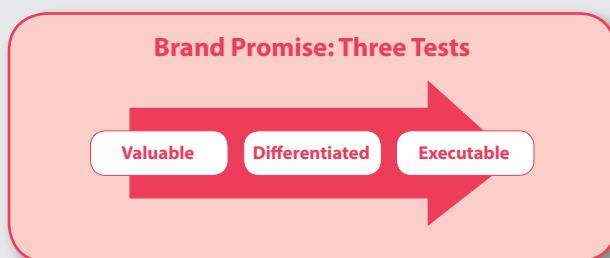 Brand Promise: Three Tests
Valuable
Differentiated
Executable